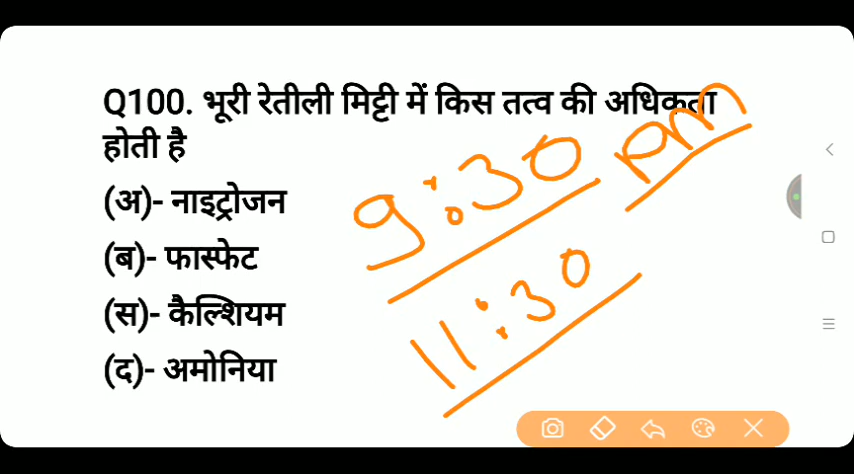 Q100. भूरी रेतीली मिट्टी में किस तत्व की अधिकता
होती है
(अ)- नाइट्रोजन
(ब)- फास्फेट
(स)- कैल्शियम
(द)- अमोनिया
9:30 pm
11:30